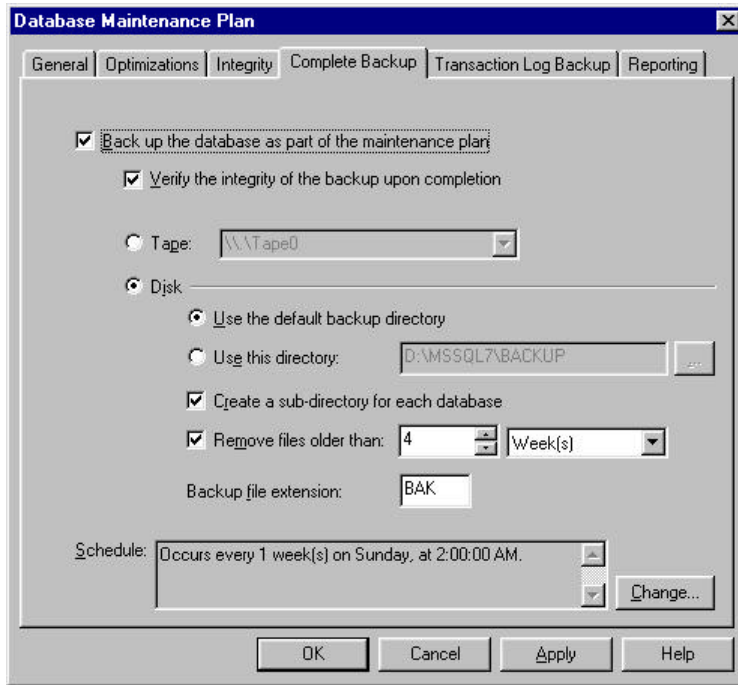 Database Maintenance Plan
General Optimizations Integrity Complete Backup Transaction Log Backup Reporting
Back up the database as part of the maintenance plan
Verify the integrity of the backup upon completion
Tape: \\.\Tape0
Disk
Use the default backup directory
Use this directory: D:\MSSQL7\BACKUP ...
Create a sub-directory for each database
Remove files older than: 4 Week(s)
Backup file extension: BAK
Schedule: Occurs every 1 week(s) on Sunday, at 2:00:00 AM.
Change...
OK Cancel Apply Help